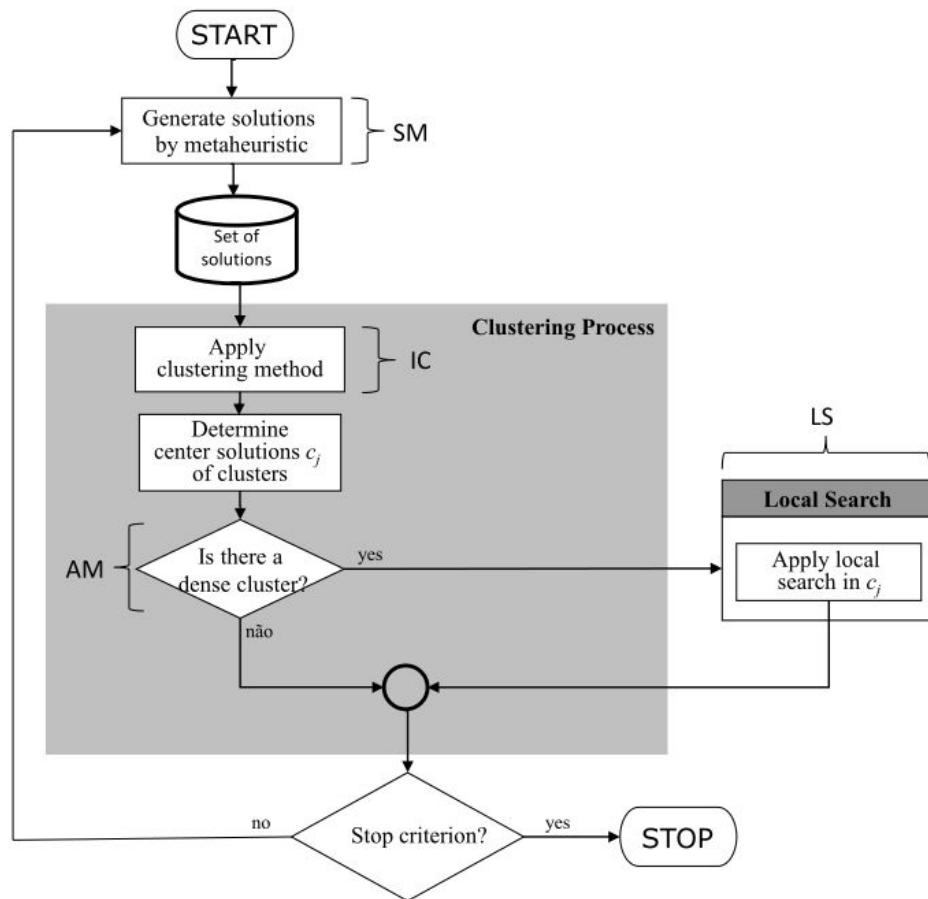 START
Generate solutions
by metaheuristic
SM
Set of
solutions
Clustering Process
Apply
clustering method
IC
Determine
center solutions cj
of clusters
LS
Local Search
Apply local
search in cj
AM
Is there a
dense cluster?
yes
não
Stop criterion?
no
yes
STOP